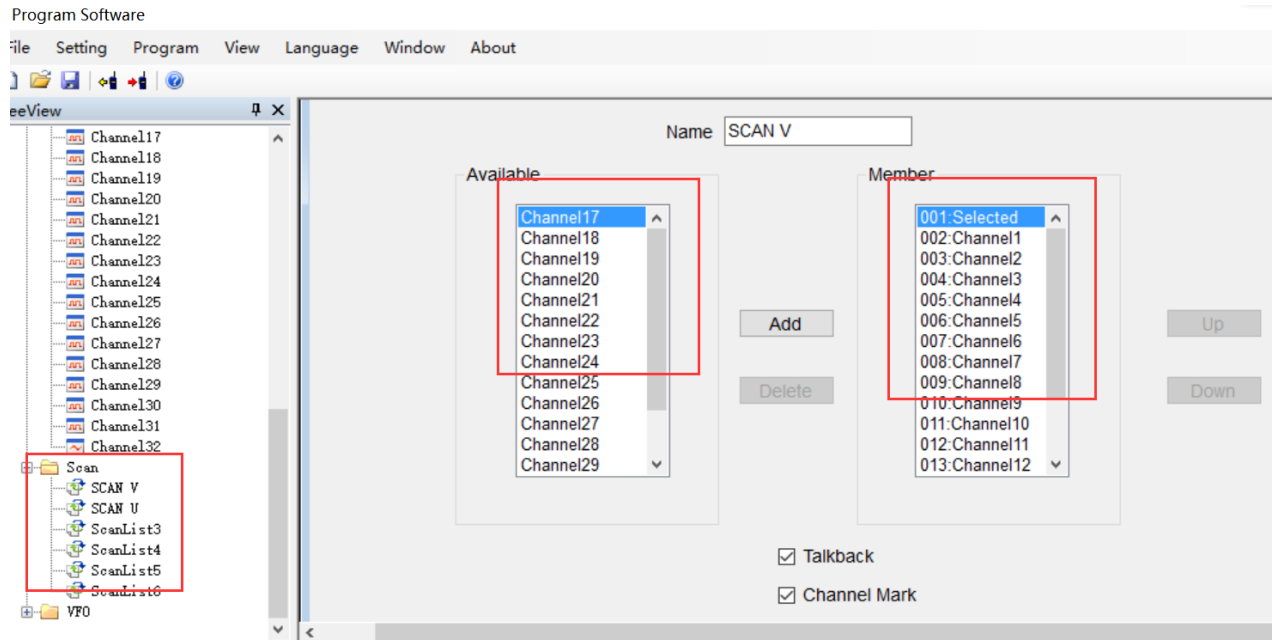 Program Software
File Setting Program View Language Window About
eeView
Channel17
Channel18
Channel19
Channel20
Channel21
Channel22
Channel23
Channel24
Channel25
Channel26
Channel27
Channel28
Channel29
Channel30
Channel31
Channel32
Scan
SCAN V
SCAN U
ScanList3
ScanList4
ScanList5
ScanList6
VFO
Name SCAN V
Available
Channel17
Channel18
Channel19
Channel20
Channel21
Channel22
Channel23
Channel24
Channel25
Channel26
Channel27
Channel28
Channel29
Add
Delete
Member
001:Selected
002:Channel1
003:Channel2
004:Channel3
005:Channel4
006:Channel5
007:Channel6
008:Channel7
009:Channel8
010:Channel9
011:Channel10
012:Channel11
013:Channel12
Up
Down
Talkback
Channel Mark